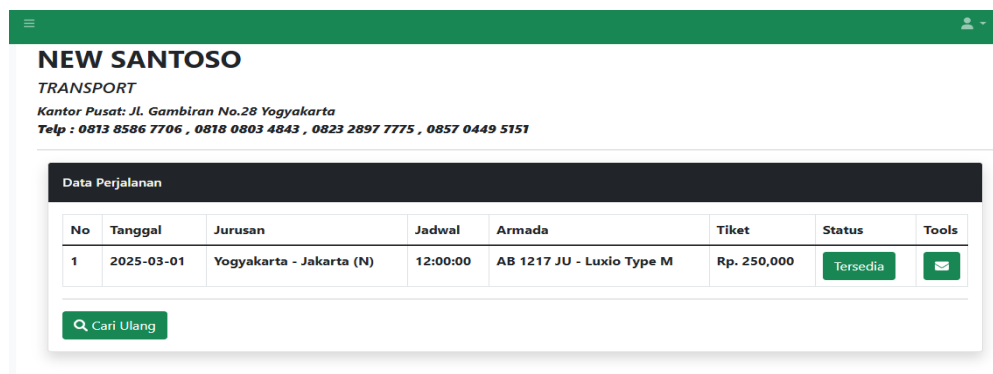 NEW SANTOSO
TRANSPORT
Kantor Pusat: Jl. Gambiran No.28 Yogyakarta
Telp : 0813 8586 7706 , 0818 0803 4843 , 0823 2897 7775 , 0857 0449 5151
Data Perjalanan
No Tanggal Jurusan Jadwal Armada Tiket Status Tools
1 2025-03-01 Yogyakarta - Jakarta (N) 12:00:00 AB 1217 JU - Luxio Type M Rp. 250,000 Tersedia
Cari Ulang